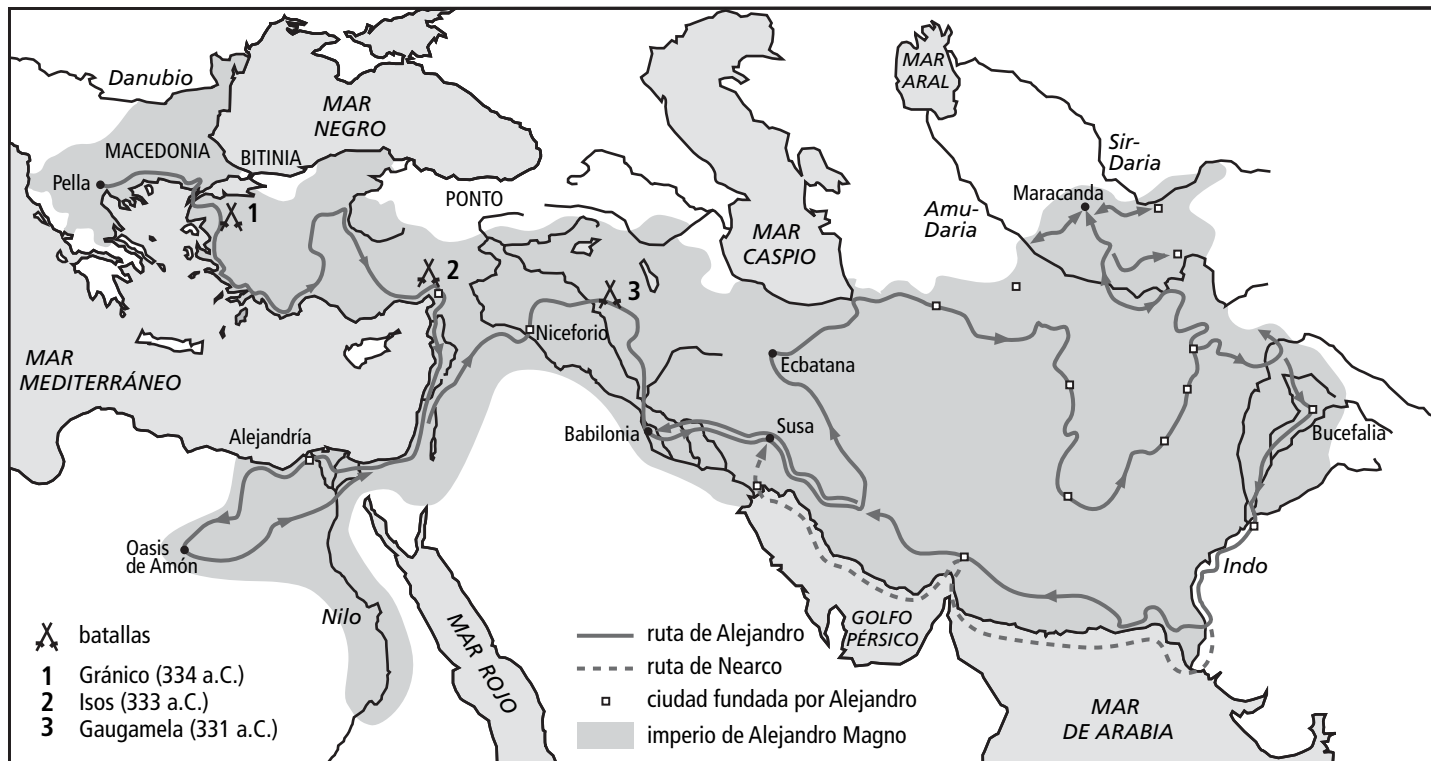 Danubio
MAR
NEGRO
MAR
ARAL
MACEDONIA
BITINIA
Pella
1
PONTO
Sir-
Daria
Maracanda
Amu-
Daria
MAR
CASPIO
2
3
Niceforio
Ecbatana
MAR
MEDITERRÁNEO
Alejandría
Babilonia
Susa
Bucefalia
Oasis
de Amón
Nilo
Indo
MAR ROJO
GOLFO
PÉRSICO
MAR
DE ARABIA
batallas
1 Gránico (334 a.C.)
2 Isos (333 a.C.)
3 Gaugamela (331 a.C.)
ruta de Alejandro
ruta de Nearco
ciudad fundada por Alejandro
imperio de Alejandro Magno